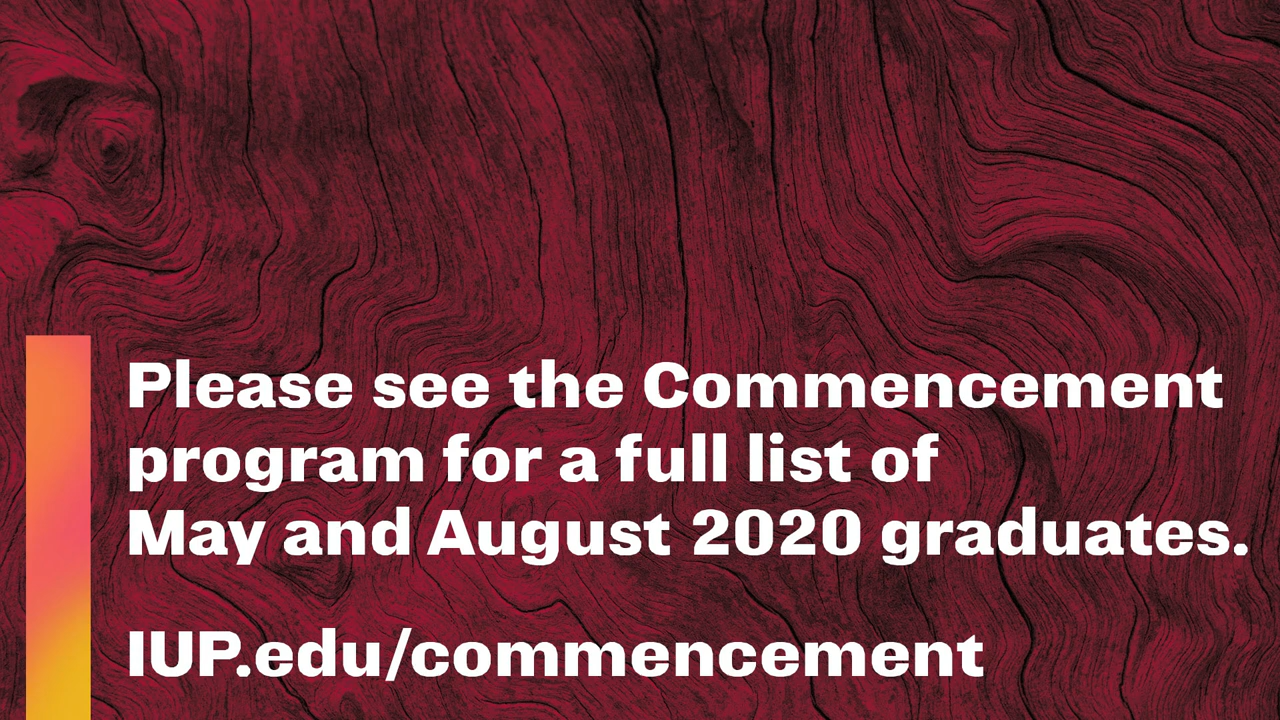 Please see the Commencement
program for a full list of
May and August 2020 graduates.
IUP.edu/commencement